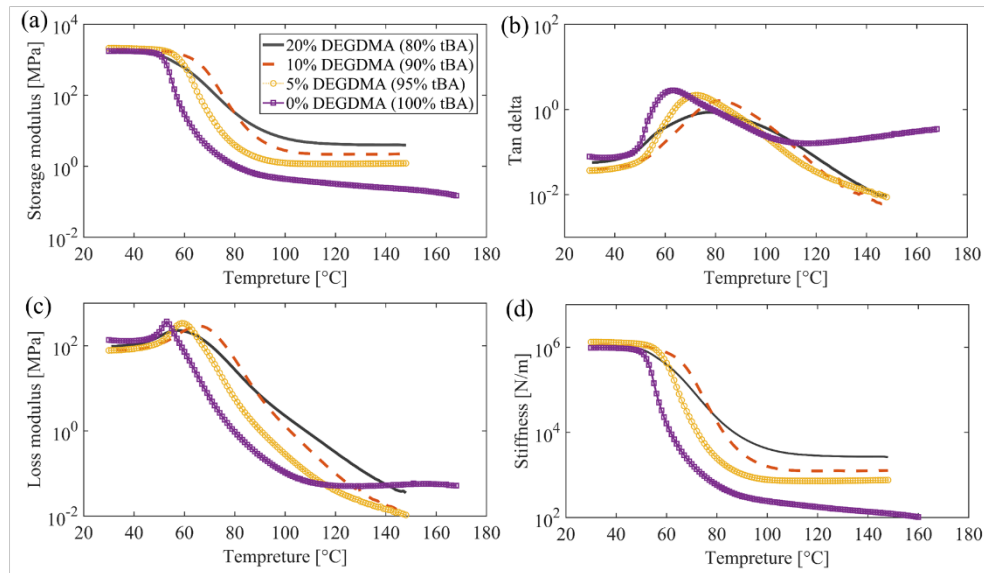 (a)
Storage modulus [MPa]
10^4
10^2
10^0
10^-2
20 40 60 80 100 120 140 160 180
Tempreture [°C]
20% DEGDMA (80% tBA)
10% DEGDMA (90% tBA)
5% DEGDMA (95% tBA)
0% DEGDMA (100% tBA)
(b)
Tan delta
10^2
10^0
10^-2
20 40 60 80 100 120 140 160 180
Tempreture [°C]
(c)
Loss modulus [MPa]
10^2
10^0
10^-2
20 40 60 80 100 120 140 160 180
Tempreture [°C]
(d)
Stiffness [N/m]
10^6
10^4
10^2
20 40 60 80 100 120 140 160 180
Tempreture [°C]